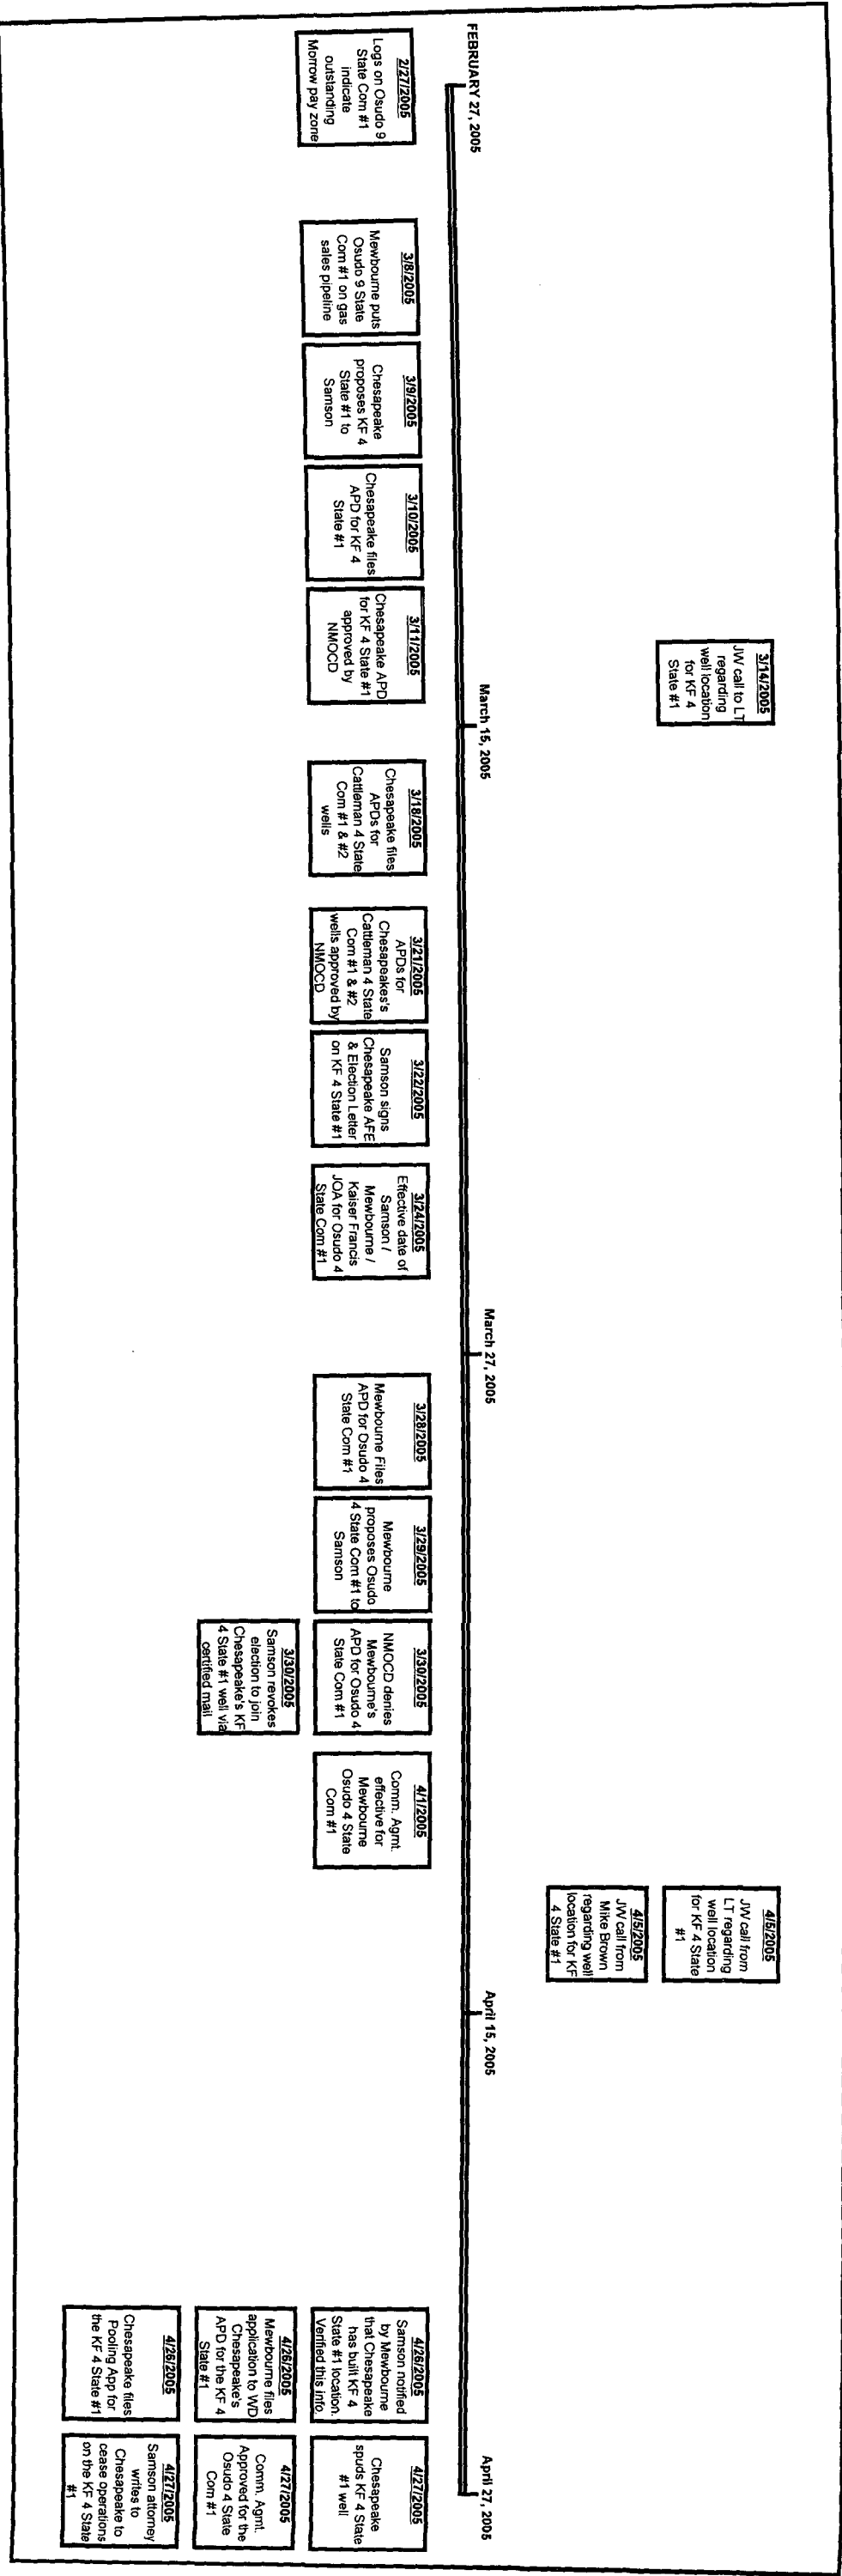 3/14/2005
JW call to LT
regarding
well location
for KF 4
State #1
4/5/2005
JW call from
LT regarding
well location
for KF 4 State
#1
4/5/2005
JW call from
Mike Brown
regarding well
location for KF
4 State #1
FEBRUARY 27, 2005
March 15, 2005
March 27, 2005
April 15, 2005
April 27, 2005
2/27/2005
Logs on Osudo 9
State Com #1
indicate
outstanding
Morrow pay zone
3/8/2005
Mewbourne puts
Osudo 9 State
Com #1 on gas
sales pipeline
3/9/2005
Chesapeake
proposes KF 4
State #1 to
Samson
3/10/2005
Chesapeake files
APD for KF 4
State #1
3/11/2005
Chesapeake APD
for KF 4 State #1
approved by
NMOCD
3/18/2005
Chesapeake files
APDs for
Cattleman 4 State
Com #1 & #2
wells
3/21/2005
Chesapeakes's
APDs for
Cattleman 4 State
Com #1 & #2
wells approved by
NMOCD
3/22/2005
Samson signs
Chesapeake AFE
& Election Letter
on KF 4 State #1
3/24/2005
Effective date of
Samson /
Mewbourne /
Kaiser Francis
JOA for Osudo 4
State Com #1
3/28/2005
Mewbourne Files
APD for Osudo 4
State Com #1
3/29/2005
Mewbourne
proposes Osudo
4 State Com #1 to
Samson
3/30/2005
NMOCD denies
Mewbourne's
APD for Osudo 4
State Com #1
3/30/2005
Samson revokes
election to join
Chesapeake's KF
4 State #1 well via
certified mail
4/1/2005
Comm. Agmt.
effective for
Mewbourne
Osudo 4 State
Com #1
4/26/2005
Samson notified
by Mewbourne
that Chesapeake
has built KF 4
State #1 location.
Verified this info.
4/26/2005
Mewbourne files
application to WD
Chesapeake's
APD for the KF 4
State #1
4/26/2005
Chesapeake files
Pooling App for
the KF 4 State #1
4/27/2005
Chesapeake
spuds KF 4 State
#1 well
4/27/2005
Comm. Agmt.
Approved for the
Osudo 4 State
Com #1
4/27/2005
Samson attorney
writes to
Chesapeake to
cease operations
on the KF 4 State
#1